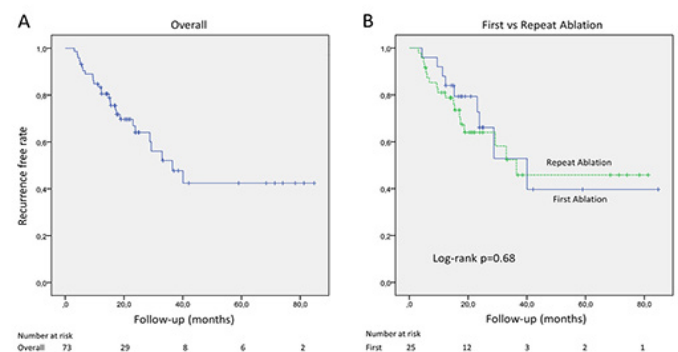 A
Overall
1,0
0,8
0,6
0,4
0,2
0,0
Recurrence free rate
,0 20,0 40,0 60,0 80,0
Follow-up (months)
Number at risk
Overall 73 29 8 6 2
B
First vs Repeat Ablation
1,0
0,8
0,6
0,4
0,2
0,0
Repeat Ablation
First Ablation
Log-rank p=0.68
,0 20,0 40,0 60,0 80,0
Follow-up (months)
Number at risk
First 25 12 3 2 1